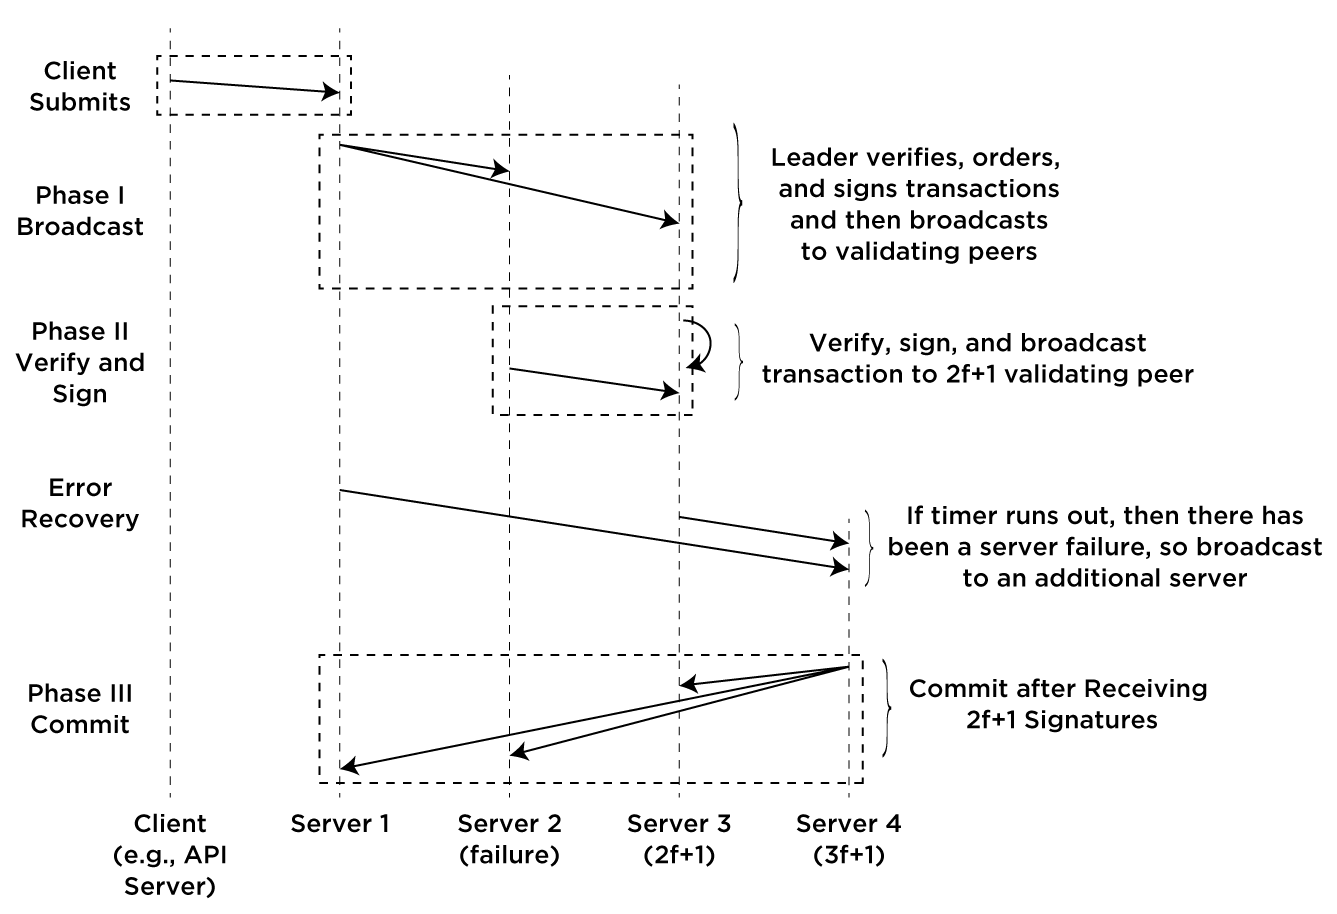 Client
Submits
Phase I
Broadcast
Leader verifies, orders,
and signs transactions
and then broadcasts
to validating peers
Phase II
Verify and
Sign
Verify, sign, and broadcast
transaction to 2f+1 validating peer
Error
Recovery
If timer runs out, then there has
been a server failure, so broadcast
to an additional server
Phase III
Commit
Commit after Receiving
2f+1 Signatures
Client
(e.g., API
Server)
Server 1
Server 2
(failure)
Server 3
(2f+1)
Server 4
(3f+1)